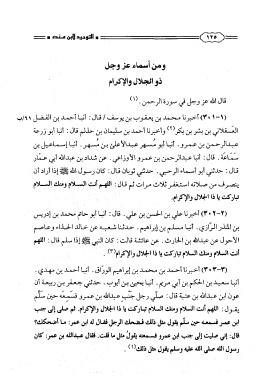 ١٢٥ التوحيد لابن منده
ومن أسماء عز وجل
ذو الجلال والإكرام
قال الله عز وجل في سورة الرحمن. (١)
(٣٠١-١) أخبرنا محمد بن يعقوب بن يوسف/ قال: أنبا أحمد بن الفضل ٩٦/ب
العسقلاني بن بشر بن بكر(٢) وأخبرنا أحمد بن سليمان بن حذلم قال: أنبا أبو زرعة
عبدالرحمن بن عمرو. أنبا أبو مسهر عبدالأعلى بن مسهر. أنبا إسماعيل بن
سماعة. قال: أنبا عبدالرحمن بن عمرو الأوزاعي. عن شداد بن عبدالله أبي عمار
قال: حدثني أبو أسماء الرحبي. حدثني ثوبان قال: كان رسول الله ﷺ إذا أراد أن
ينصرف من صلاته استغفر ثلاث مرات ثم قال: اللهم أنت السلام ومنك السلام
تباركت يا ذا الجلال والإكرام.
(٣٠٢-٢) أخبرنا علي بن الحسن بن علي. قال: أنبا أبو حاتم محمد بن إدريس
بن المنذر الرازي. أنبا مسلم بن إبراهيم. حدثنا شعبة عن خالد الحذاء وعاصم
الأحول عن عبدالله بن الحارث. عن عائشة قالت: كان النبي ﷺ إذا سلم قال: اللهم
أنت السلام ومنك السلام تباركت يا ذا الجلال والإكرام.(٣)
(٣٠٣-٣) أخبرنا أحمد بن محمد بن إبراهيم الوراق. أنبا أحمد بن مهدي.
أنبا سعيد بن الحكم بن أبي مريم. أنبا يحيى بن أيوب. حدثني جعفر بن ربيعة أن
عون ابن عبدالله بن عتبة قال: صلى رجل جنب عبدالله بن عمرو فسمعه حين سلم
يقول: أنت السلام ومنك السلام تباركت يا ذا الجلال والإكرام. ثم صلى إلى جنب
ابن عمر فسمعه حين سلم يقول مثل ذلك فضحك الرجل فقال له ابن عمر: ما أضحكك؟
قال: إني صليت إلى جنب ابن عمرو فسمعته يقول مثل ما قلت. فقال عبدالله بن عمر: كان
رسول الله صلى الله عليه وسلم يقول مثل ذلك(٤).